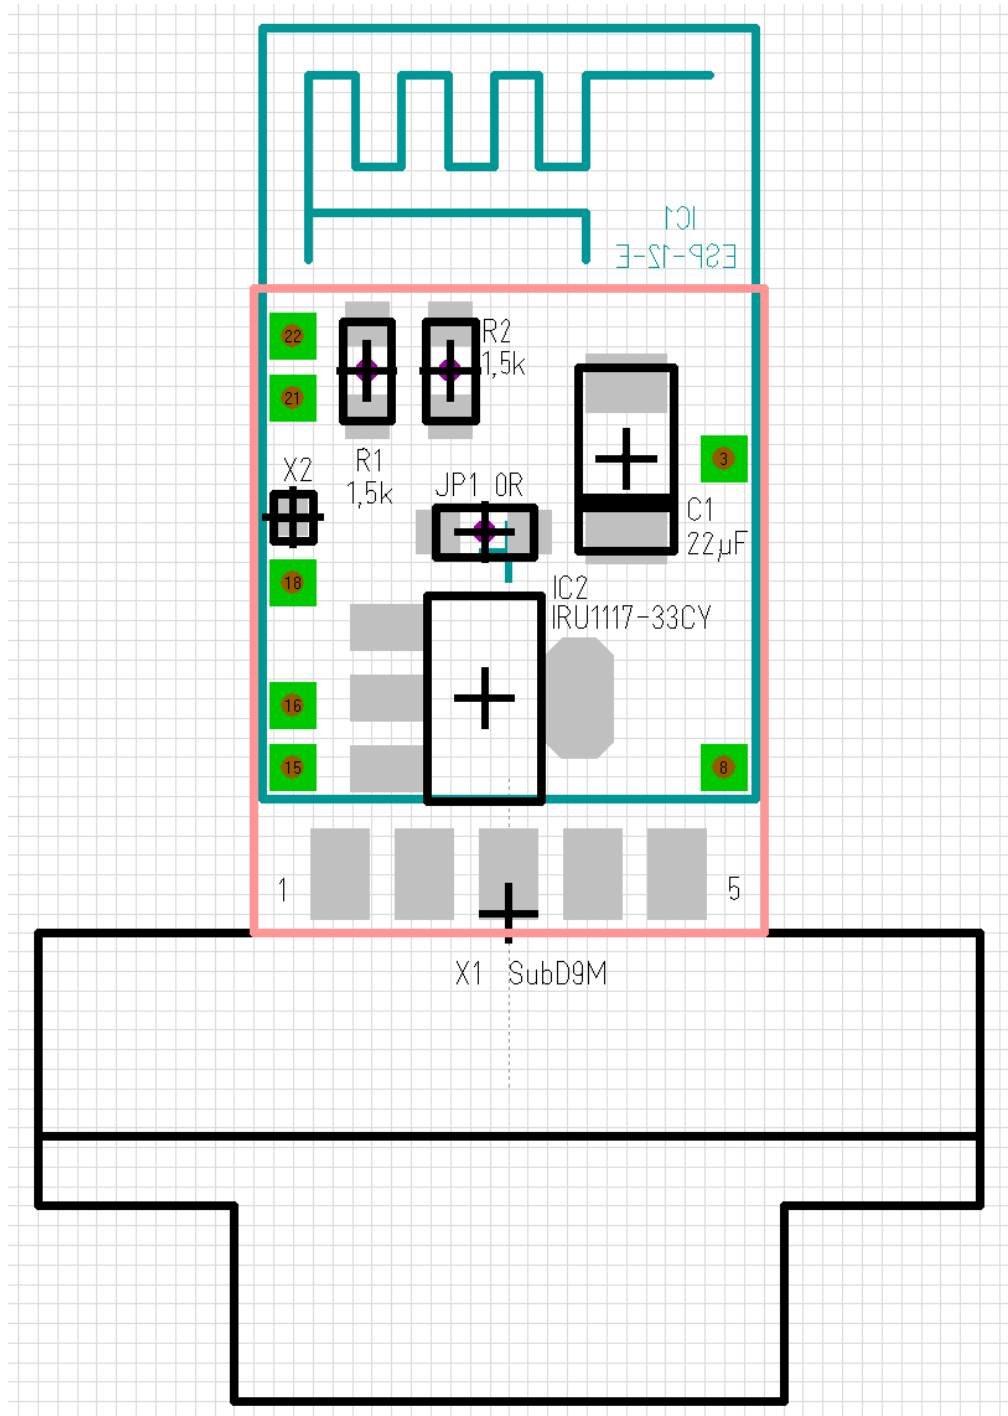 IC1
ESP-12-E
22
R2
1,5k
21
3
R1
1,5k
X2
JP1 0R
C1
22µF
18
IC2
IRU1117-33CY
16
15
8
1
5
X1 SubD9M